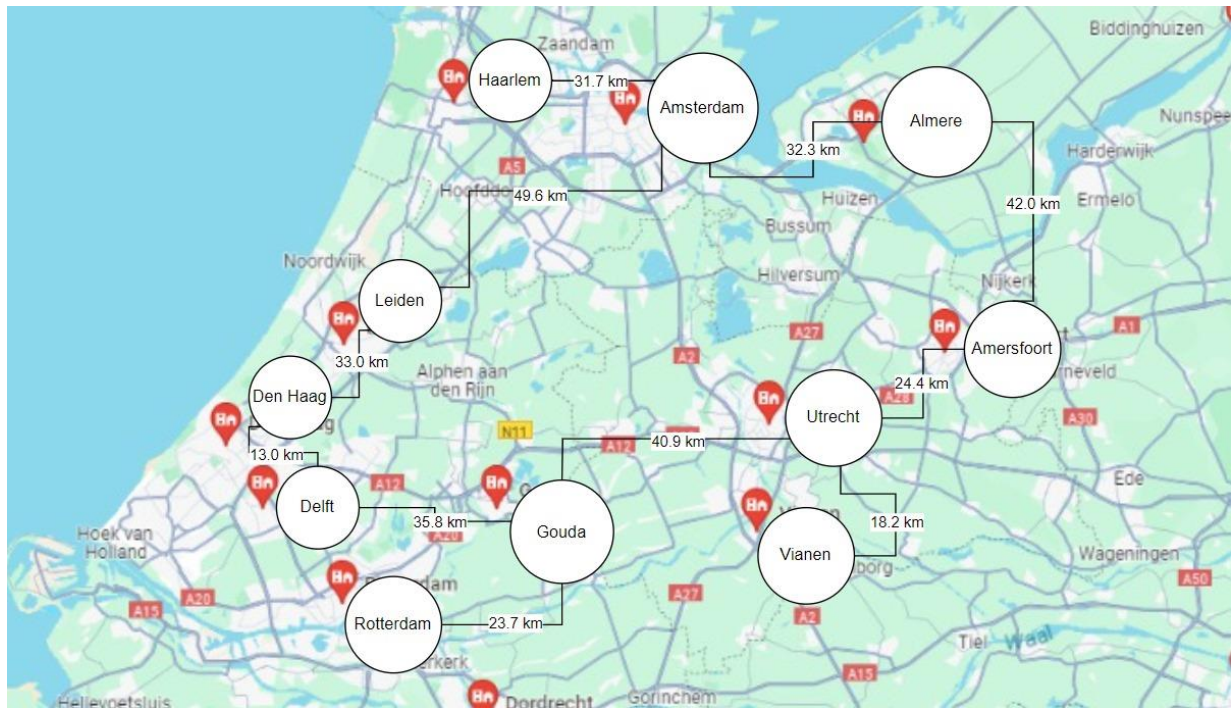 Biddinghuizen
Zaandam
Haarlem
31.7 km
Amsterdam
Almere
Nunspee
32.3 km
Harderwijk
A5
49.6 km
Huizen
42.0 km
Ermelo
Bussum
Noordwijk
Hilversum
Nijkerk
Leiden
A27
A1
Amersfoort
33.0 km
A2
Alphen aan
den Rijn
24.4 km
Den Haag
A28
Utrecht
A30
N11
40.9 km
A12
13.0 km
A12
Ede
Delft
35.8 km
A20
Gouda
18.2 km
Hoek van
Holland
Vianen
Wageningen
A50
A20
A15
A27
A2
Rotterdam
23.7 km
Tiel
Waal
A15
Hellevoetsluis
Dordrecht
Gorinchem